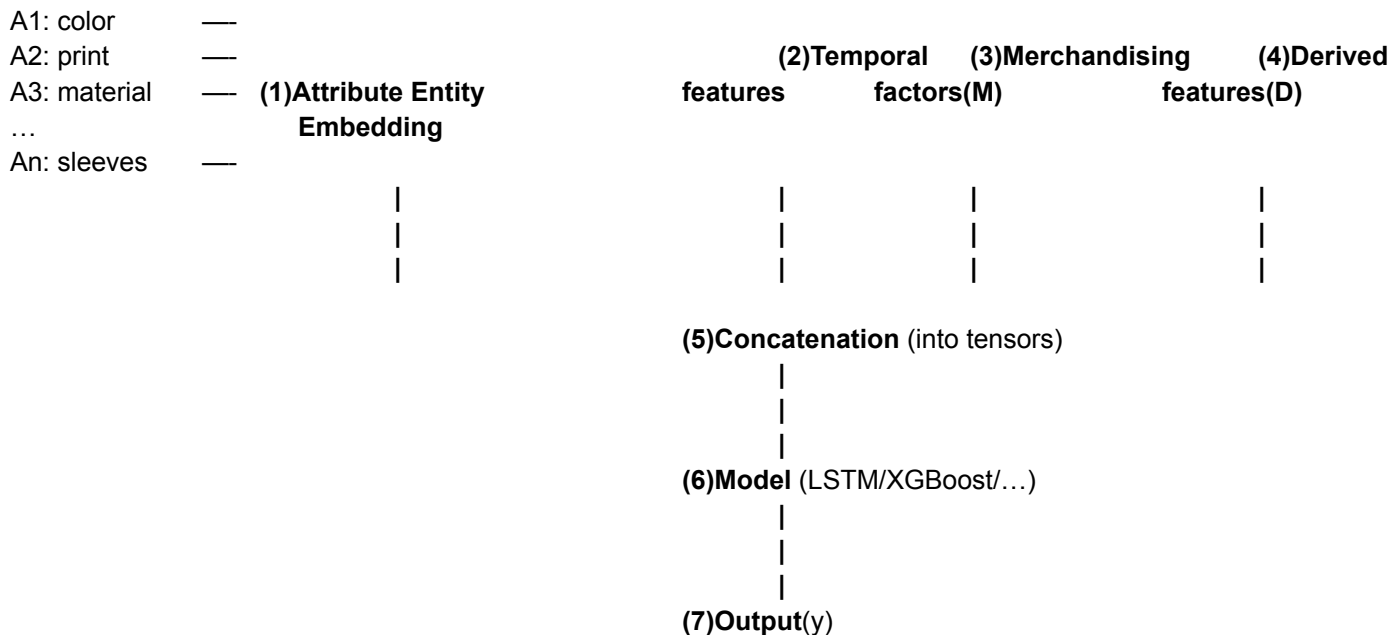 A1: color —-
A2: print —- (2)Temporal (3)Merchandising (4)Derived
A3: material —- (1)Attribute Entity features factors(M) features(D)
… Embedding
An: sleeves —-
| | | |
| | | |
| | | |
(5)Concatenation (into tensors)
|
|
|
(6)Model (LSTM/XGBoost/…)
|
|
|
(7)Output(y)